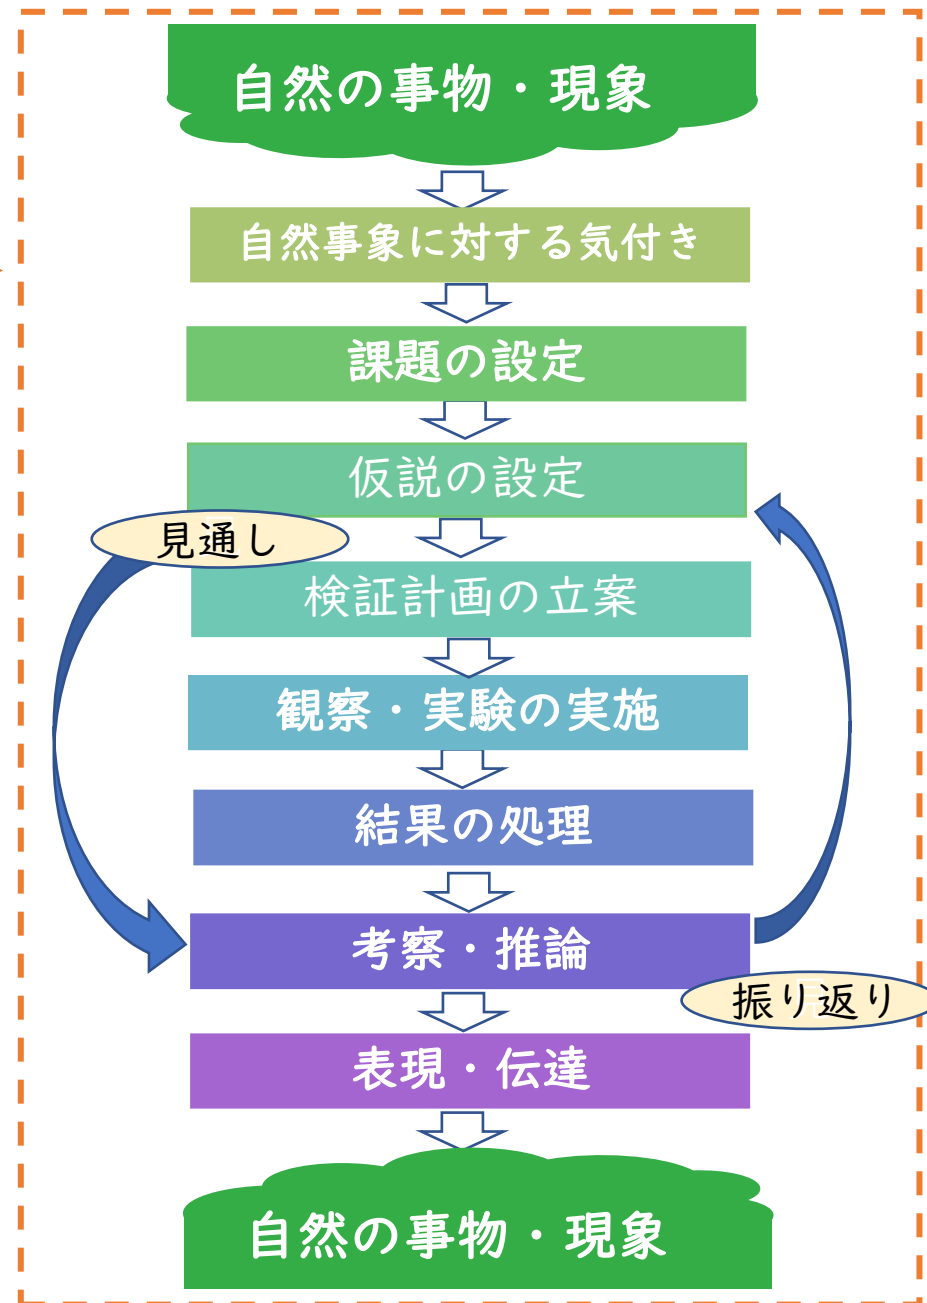 自然の事物・現象
自然事象に対する気付き
課題の設定
仮説の設定
見通し
検証計画の立案
観察・実験の実施
結果の処理
考察・推論
振り返り
表現・伝達
自然の事物・現象